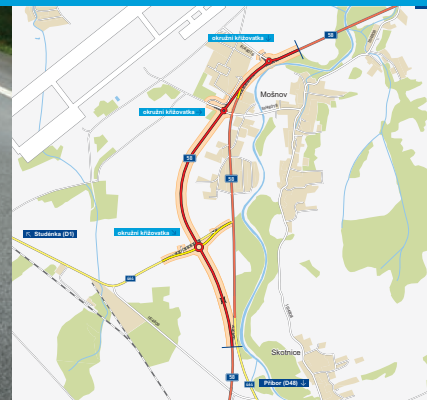 58
okružní křižovatka
Mošnov
okružní křižovatka
58
58
Studénka (D1)
okružní křižovatka
464
Skotnice
58
464
Příbor (D48)